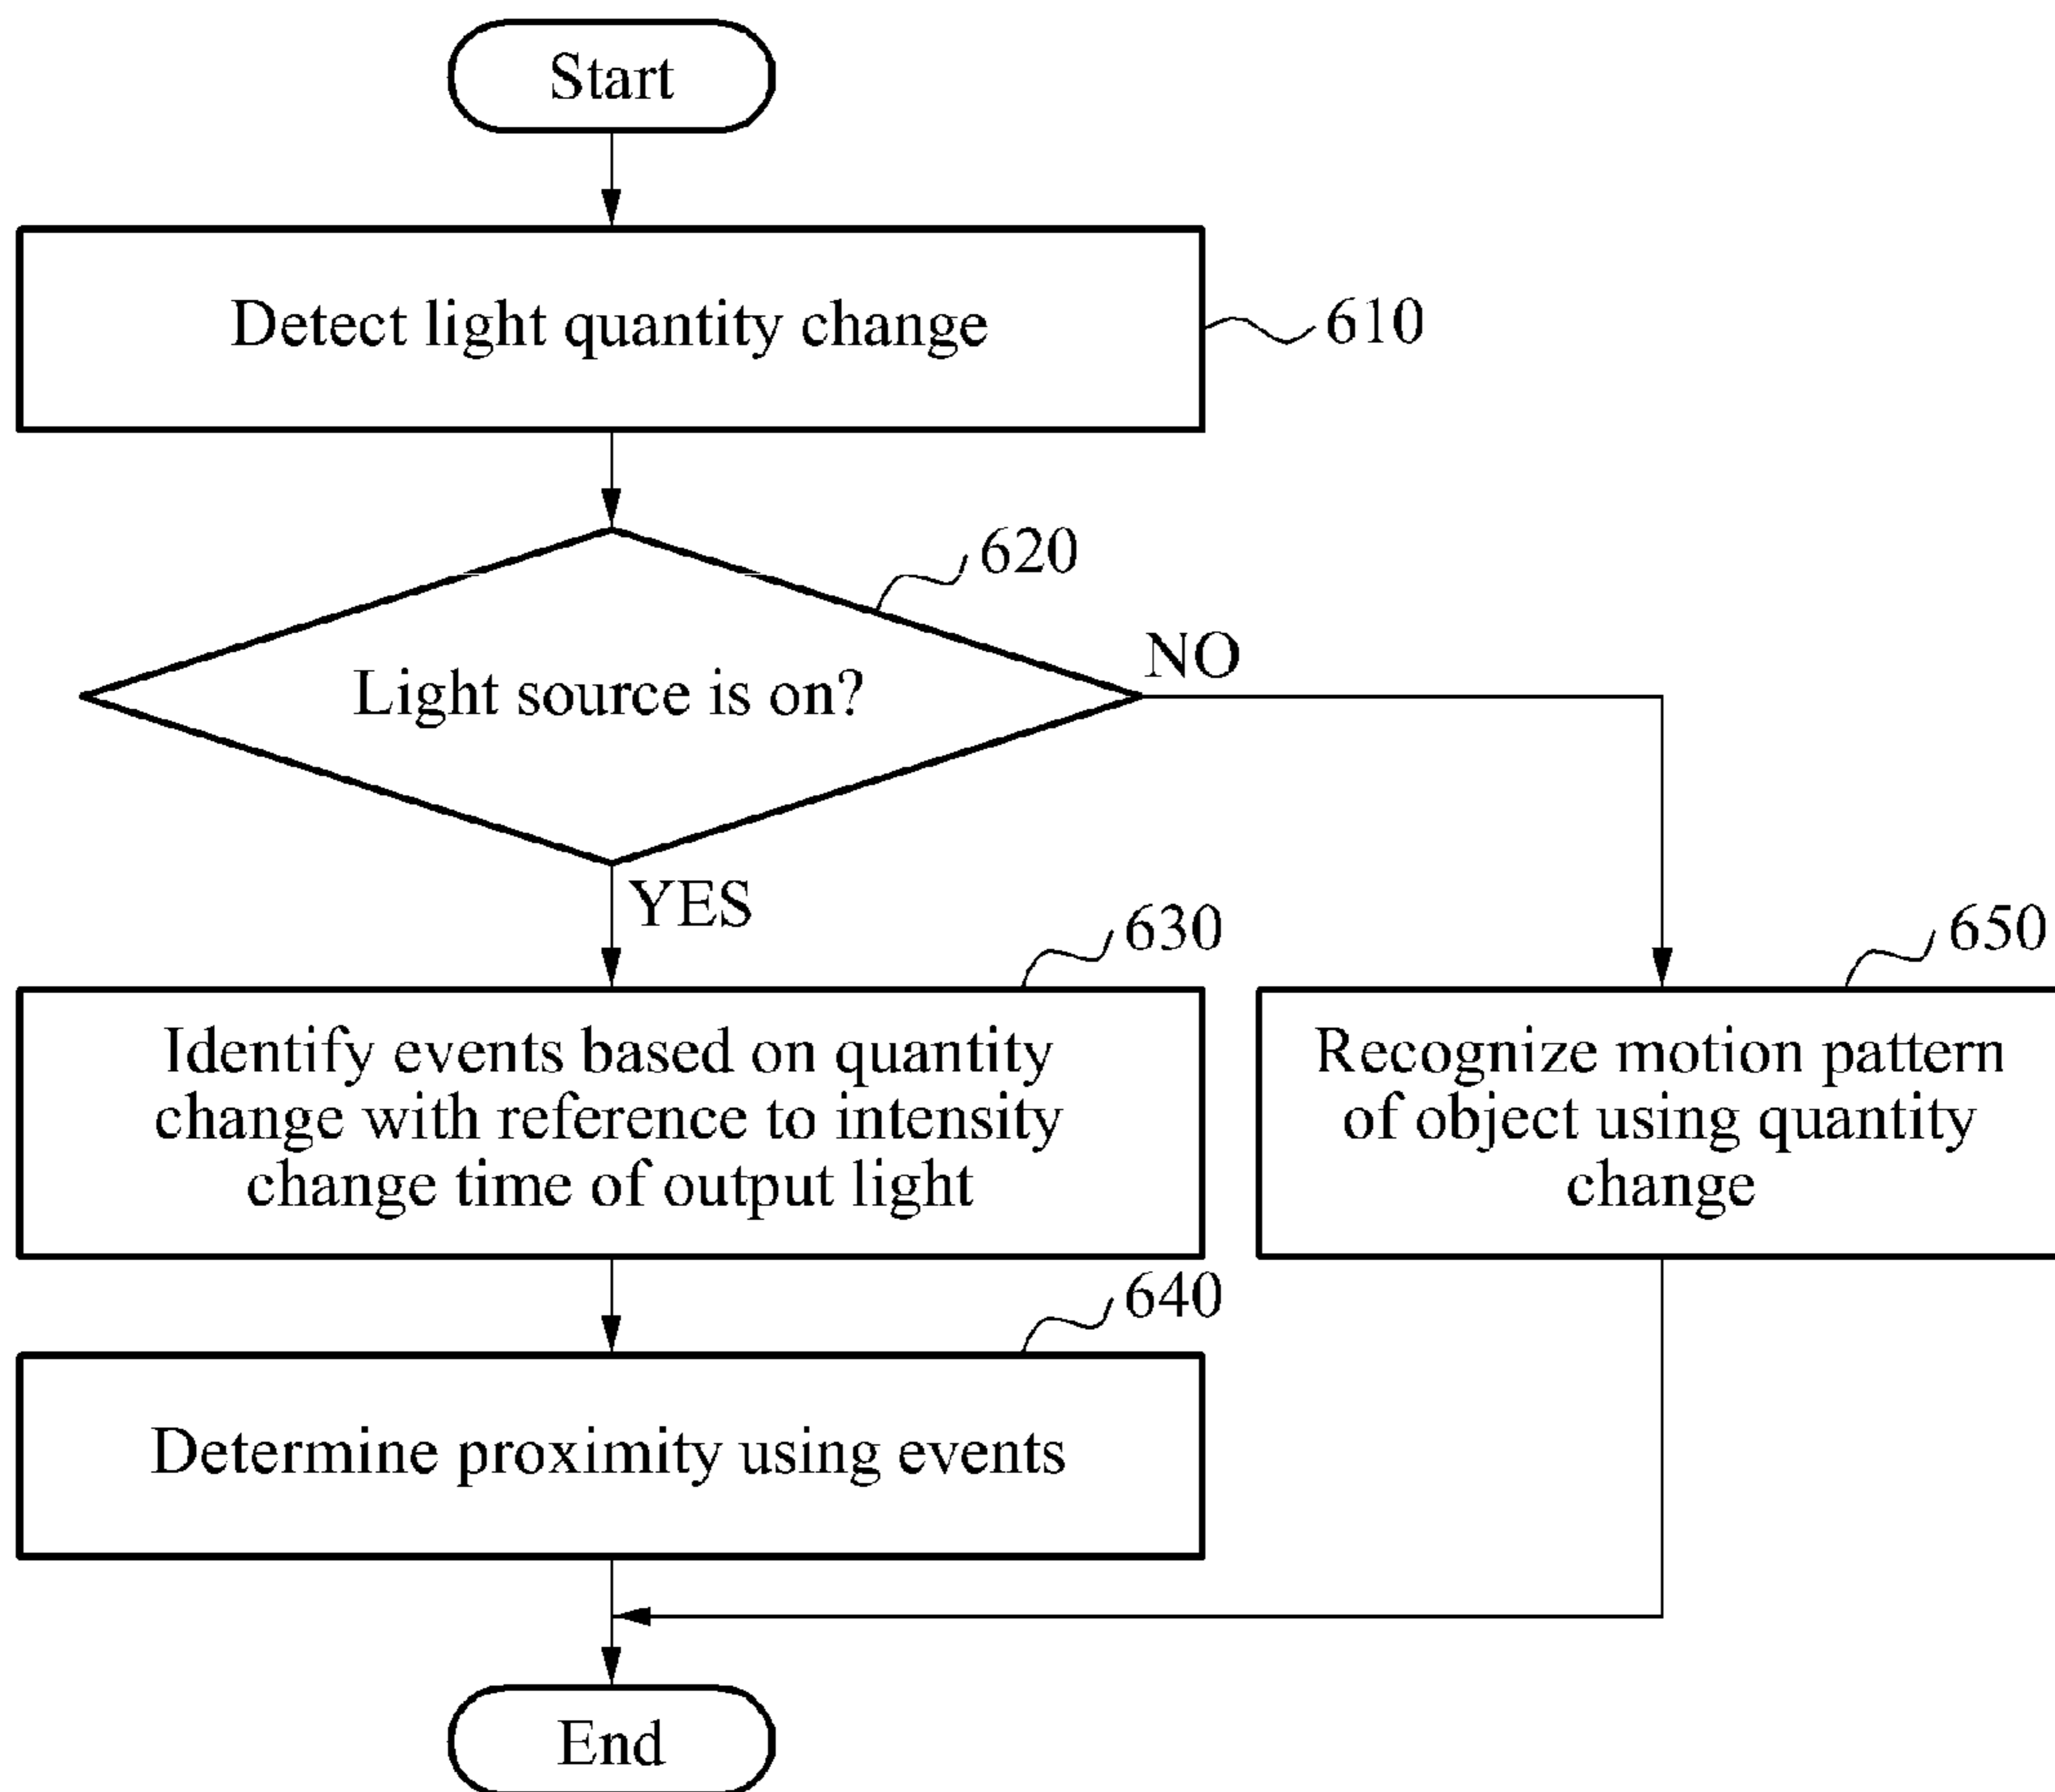 Start
Detect light quantity change
610
620
Light source is on?
NO
YES
630
Identify events based on quantity
change with reference to intensity
change time of output light
650
Recognize motion pattern
of object using quantity
change
640
Determine proximity using events
End